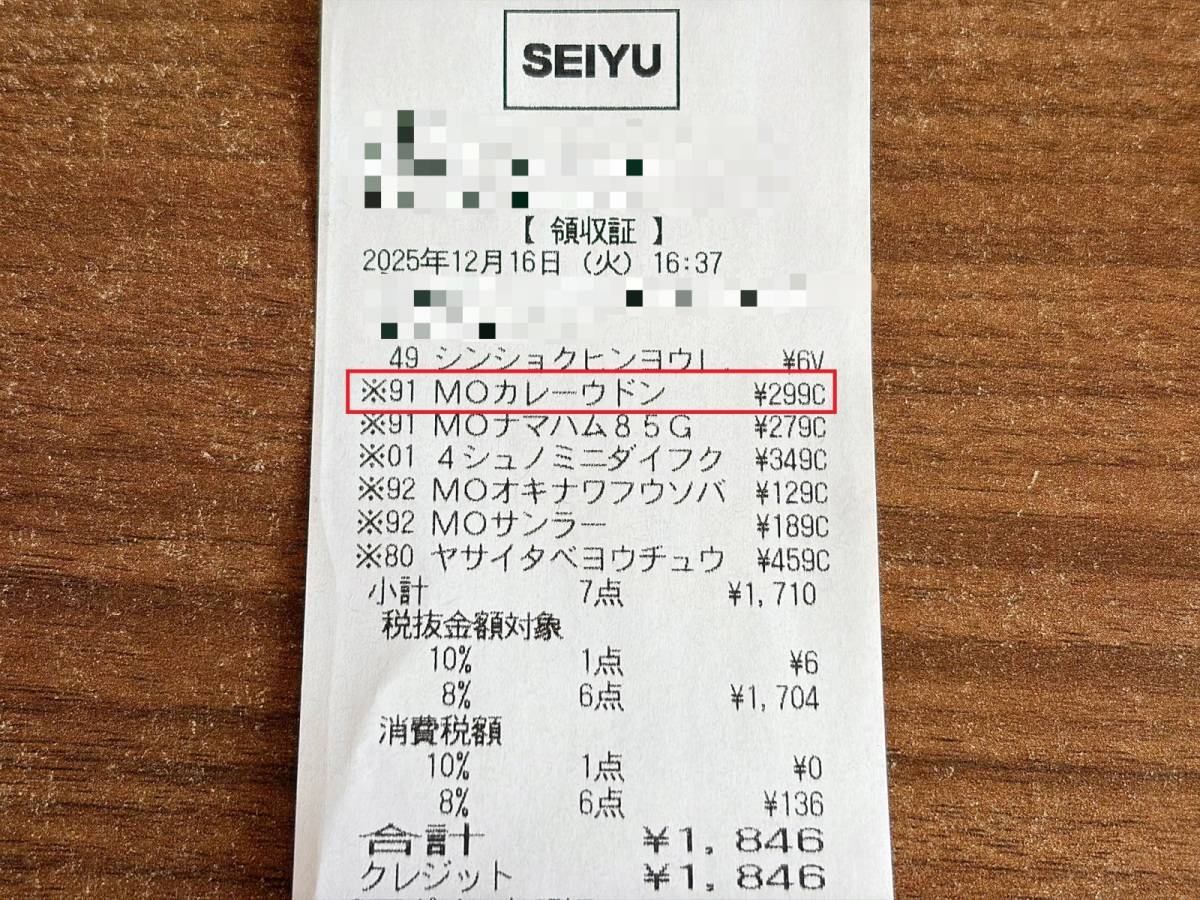 SEIYU
【 領収証 】
2025年12月16日（火）16:37
49 シンショクヒンヨウL ¥6V
※91 MOカレーウドン ¥299C
※91 MOナマハム85G ¥279C
※01 4シュノミニダイフク ¥349C
※92 MOオキナワフウソバ ¥129C
※92 MOサンラー ¥189C
※80 ヤサイタベヨウチュウ ¥459C
小計 7点 ¥1,710
税抜金額対象
10% 1点 ¥6
8% 6点 ¥1,704
消費税額
10% 1点 ¥0
8% 6点 ¥136
合計 ¥1,846
クレジット ¥1,846